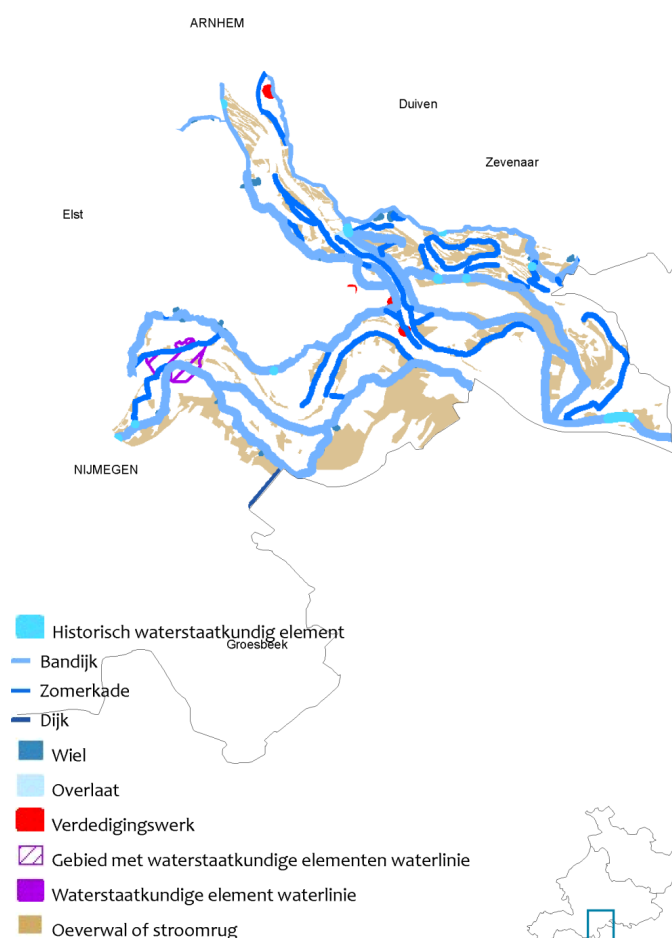 ARNHEM
Duiven
Zevenaar
Elst
NIJMEGEN
Historisch waterstaatkundig element
Groesbeek
Bandijk
Zomerkade
Dijk
Wiel
Overlaat
Verdedigingswerk
Gebied met waterstaatkundige elementen waterlinie
Waterstaatkundige element waterlinie
Oeverwal of stroomrug